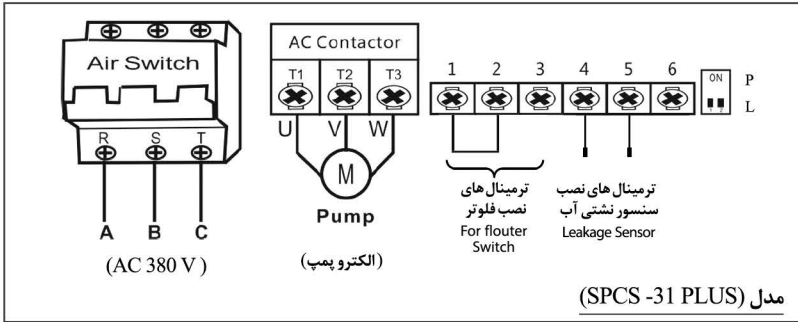 Air Switch
R S T
A B C
(AC 380 V )
AC Contactor
T1 T2 T3
U V W
M
Pump
(الکترو پمپ)
1 2 3 4 5 6
ON
1 2
P
L
ترمینال های
نصب فلوتر
For flouter
Switch
ترمینال های نصب
سنسور نشتی آب
Leakage Sensor
مدل (SPCS -31 PLUS)